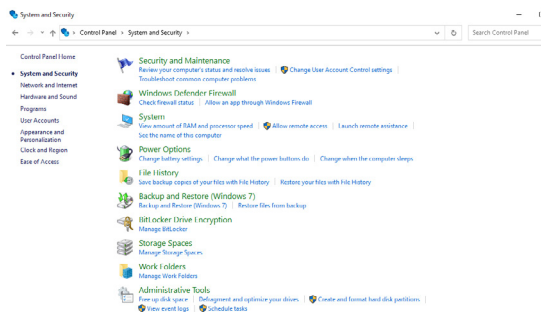 System and Security
Control Panel > System and Security >
Search Control Panel
Control Panel Home
System and Security
Network and Internet
Hardware and Sound
Programs
User Accounts
Appearance and
Personalization
Clock and Region
Ease of Access
Security and Maintenance
Review your computer's status and resolve issues | Change User Account Control settings |
Troubleshoot common computer problems
Windows Defender Firewall
Check firewall status | Allow an app through Windows Firewall
System
View amount of RAM and processor speed | Allow remote access | Launch remote assistance |
See the name of this computer
Power Options
Change battery settings | Change what the power buttons do | Change when the computer sleeps
File History
Save backup copies of your files with File History | Restore your files with File History
Backup and Restore (Windows 7)
Backup and Restore (Windows 7) | Restore files from backup
BitLocker Drive Encryption
Manage BitLocker
Storage Spaces
Manage Storage Spaces
Work Folders
Manage Work Folders
Administrative Tools
Free up disk space | Defragment and optimize your drives | Create and format hard disk partitions |
View event logs | Schedule tasks